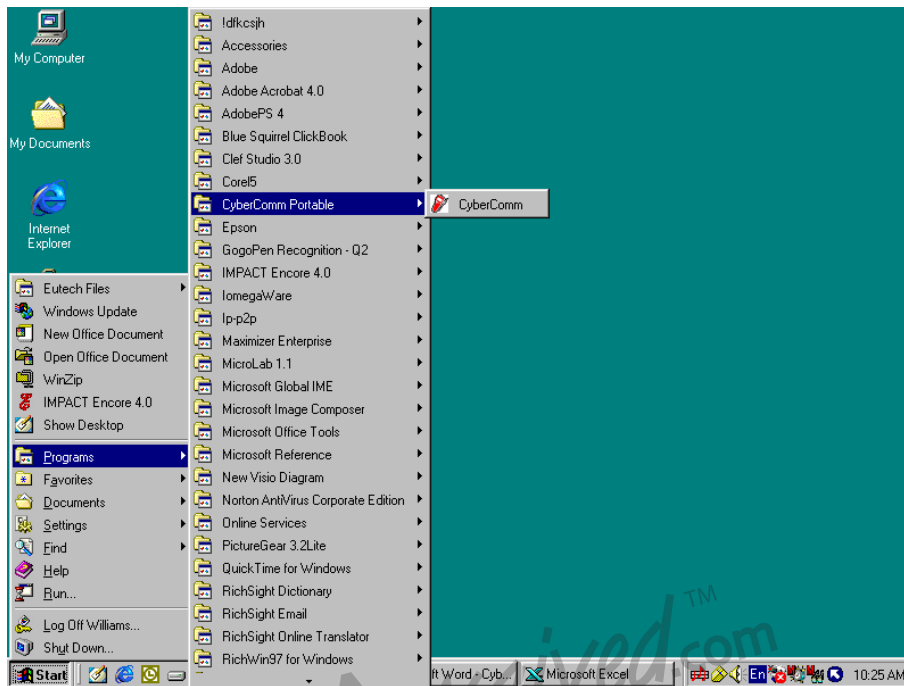 My Computer
My Documents
Internet
Explorer
Eutech Files
Windows Update
New Office Document
Open Office Document
WinZip
IMPACT Encore 4.0
Show Desktop
Programs
Favorites
Documents
Settings
Find
Help
Run...
Log Off Williams...
Shut Down...
!dfkcsjh
Accessories
Adobe
Adobe Acrobat 4.0
AdobePS 4
Blue Squirrel ClickBook
Clef Studio 3.0
Corel5
CyberComm Portable
Epson
GogoPen Recognition - Q2
IMPACT Encore 4.0
IomegaWare
Ip-p2p
Maximizer Enterprise
MicroLab 1.1
Microsoft Global IME
Microsoft Image Composer
Microsoft Office Tools
Microsoft Reference
New Visio Diagram
Norton AntiVirus Corporate Edition
Online Services
PictureGear 3.2Lite
QuickTime for Windows
RichSight Dictionary
RichSight Email
RichSight Online Translator
RichWin97 for Windows
CyberComm
Start
ft Word - Cyb...
Microsoft Excel
En
10:25 AM
TM
.com